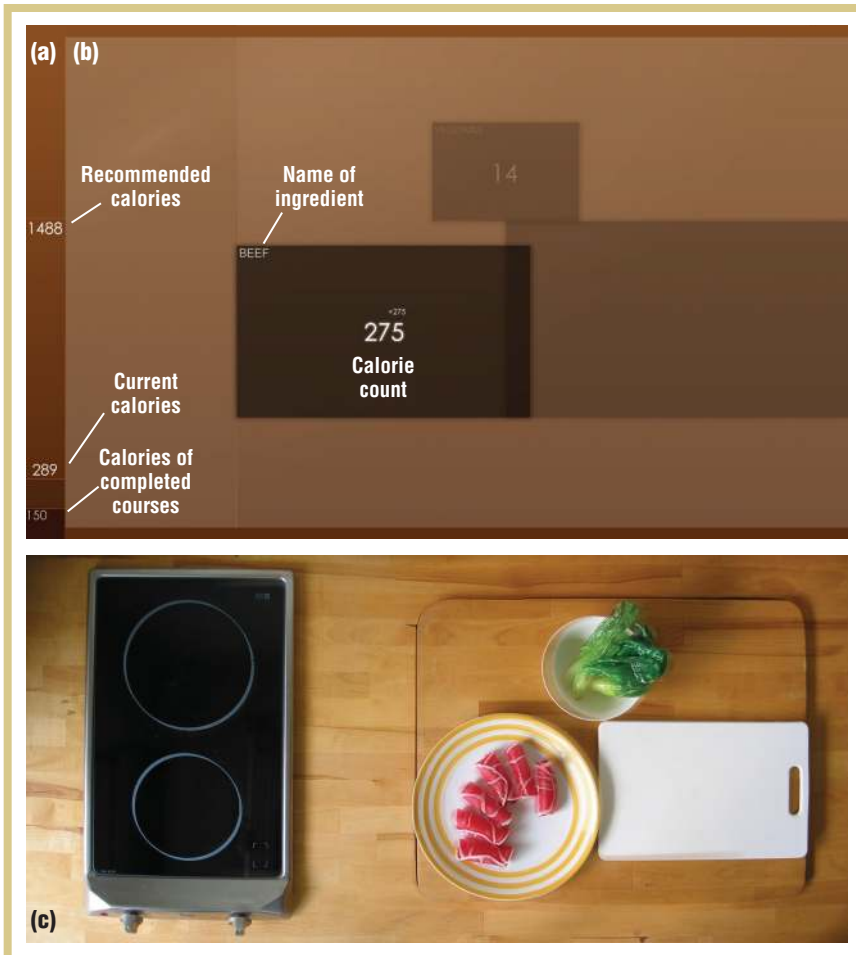 (a) (b)
Recommended
calories
1488
Name of
ingredient
14
BEEF
+275
275
Calorie
count
Current
calories
289
Calories of
completed
courses
150
(c)